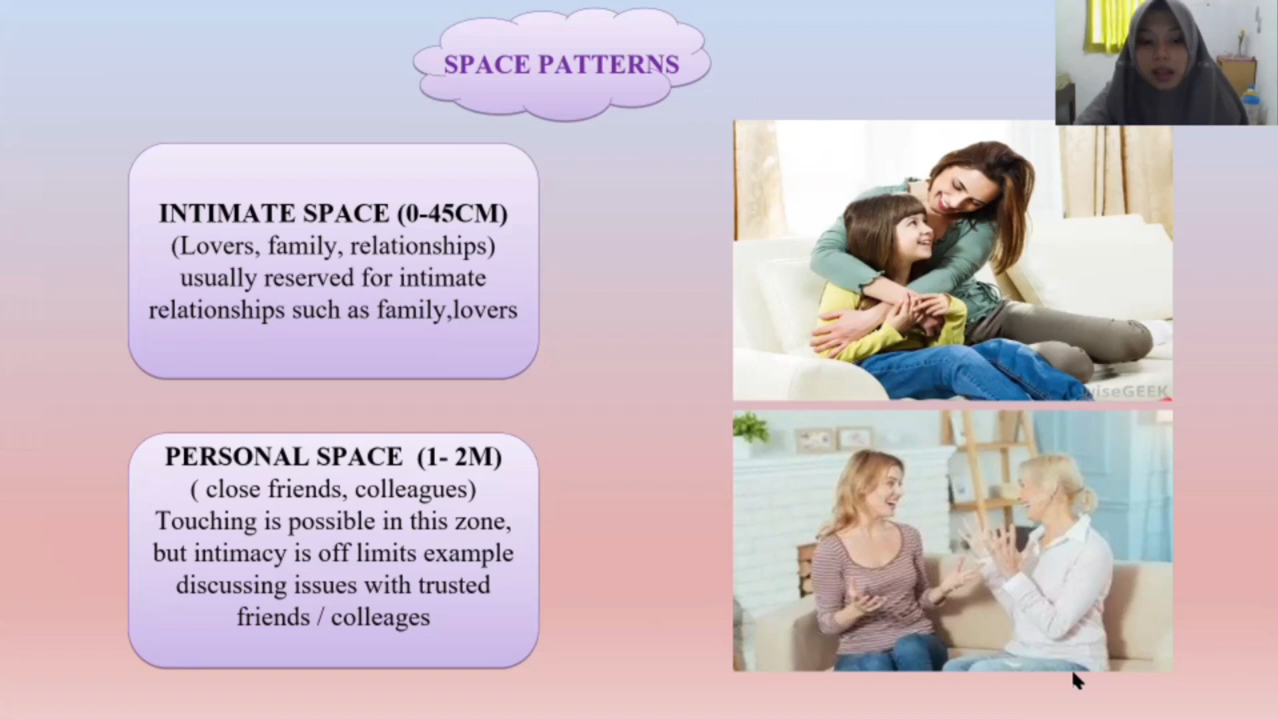 SPACE PATTERNS
INTIMATE SPACE (0-45CM)
(Lovers, family, relationships)
usually reserved for intimate
relationships such as family,lovers
wiseGEEK
PERSONAL SPACE (1- 2M)
( close friends, colleagues)
Touching is possible in this zone,
but intimacy is off limits example
discussing issues with trusted
friends / colleages